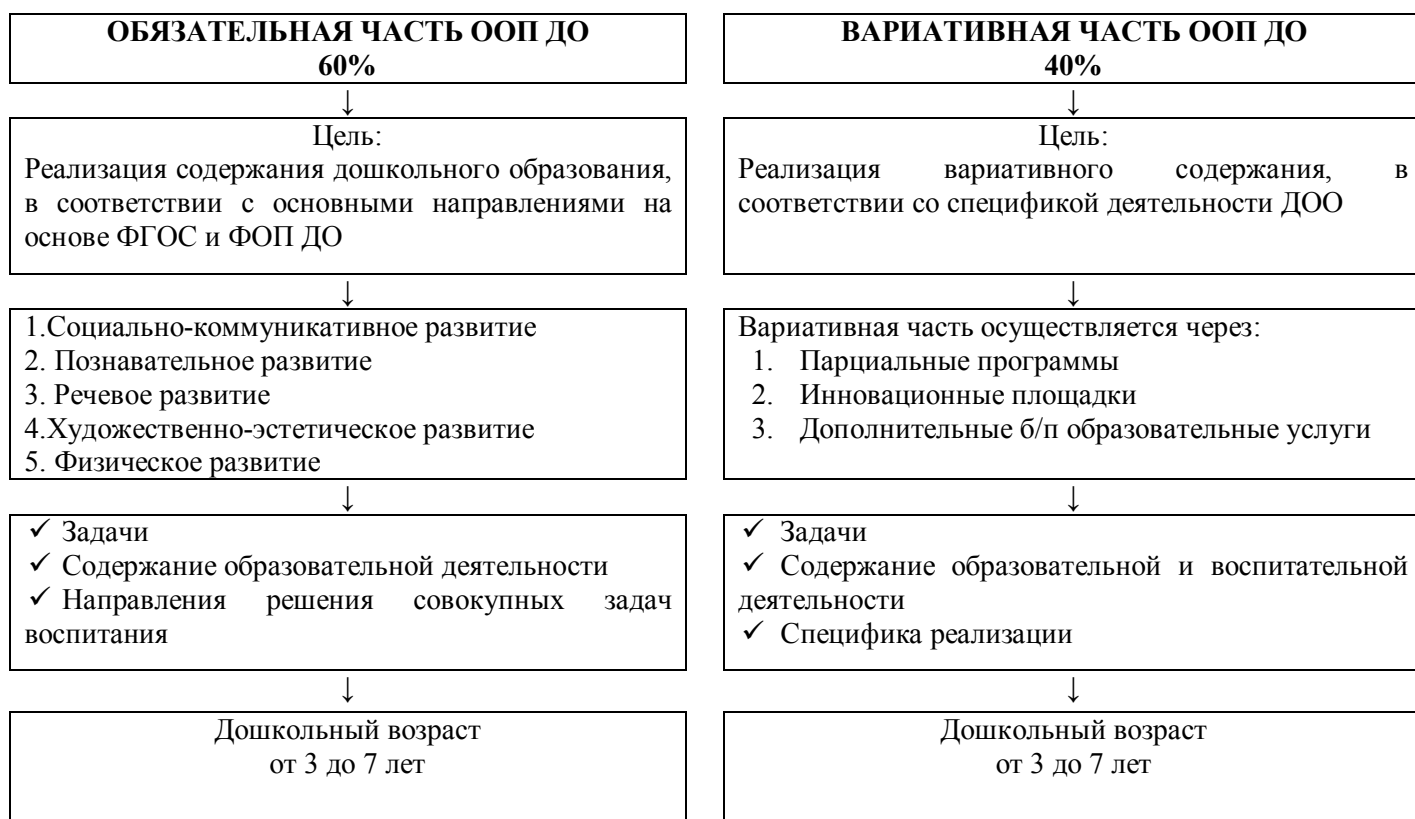 ОБЯЗАТЕЛЬНАЯ ЧАСТЬ ООП ДО
60%
↓
Цель:
Реализация содержания дошкольного образования,
в соответствии с основными направлениями на
основе ФГОС и ФОП ДО
↓
1.Социально-коммуникативное развитие
2. Познавательное развитие
3. Речевое развитие
4.Художественно-эстетическое развитие
5. Физическое развитие
↓
✓ Задачи
✓ Содержание образовательной деятельности
✓ Направления решения совокупных задач
воспитания
↓
Дошкольный возраст
от 3 до 7 лет
ВАРИАТИВНАЯ ЧАСТЬ ООП ДО
40%
↓
Цель:
Реализация вариативного содержания, в
соответствии со спецификой деятельности ДОО
↓
Вариативная часть осуществляется через:
1. Парциальные программы
2. Инновационные площадки
3. Дополнительные б/п образовательные услуги
↓
✓ Задачи
✓ Содержание образовательной и воспитательной
деятельности
✓ Специфика реализации
↓
Дошкольный возраст
от 3 до 7 лет